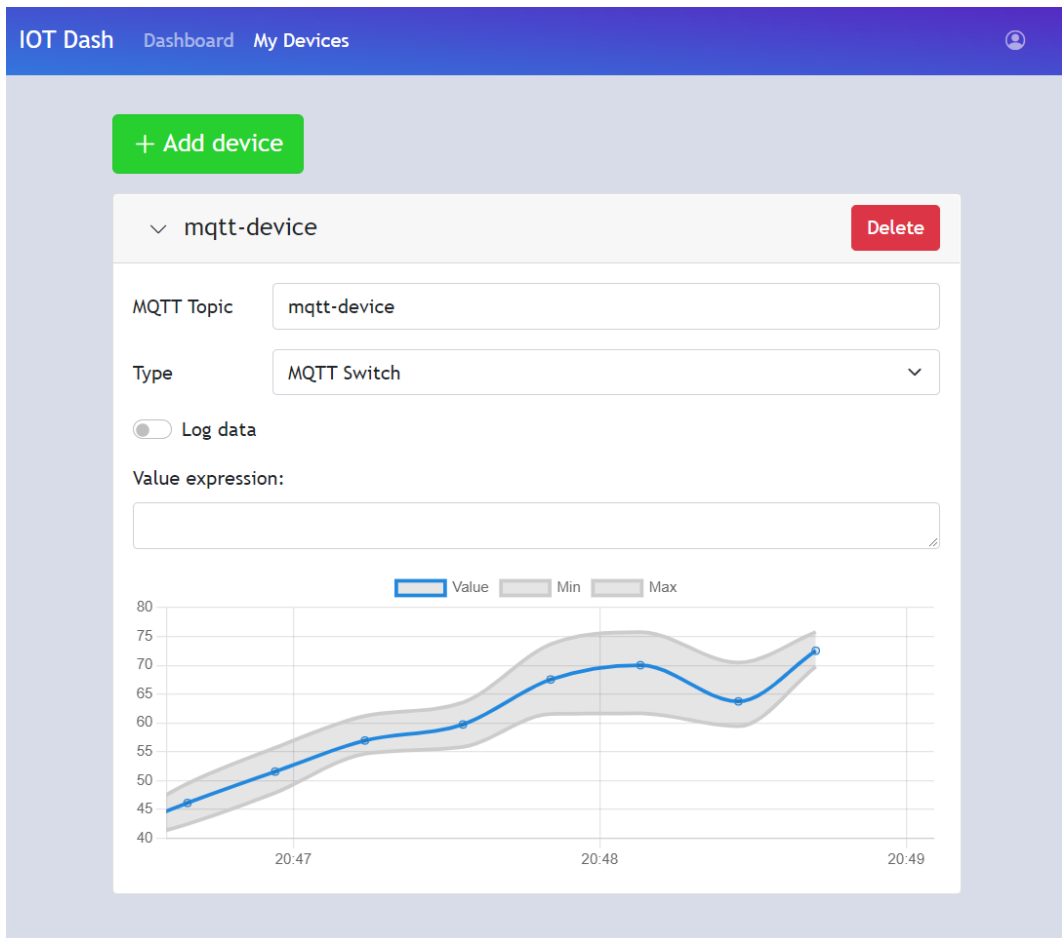 IOT Dash Dashboard My Devices
+ Add device
mqtt-device Delete
MQTT Topic mqtt-device
Type MQTT Switch
Log data
Value expression:
Value Min Max
80
75
70
65
60
55
50
45
40
20:47 20:48 20:49